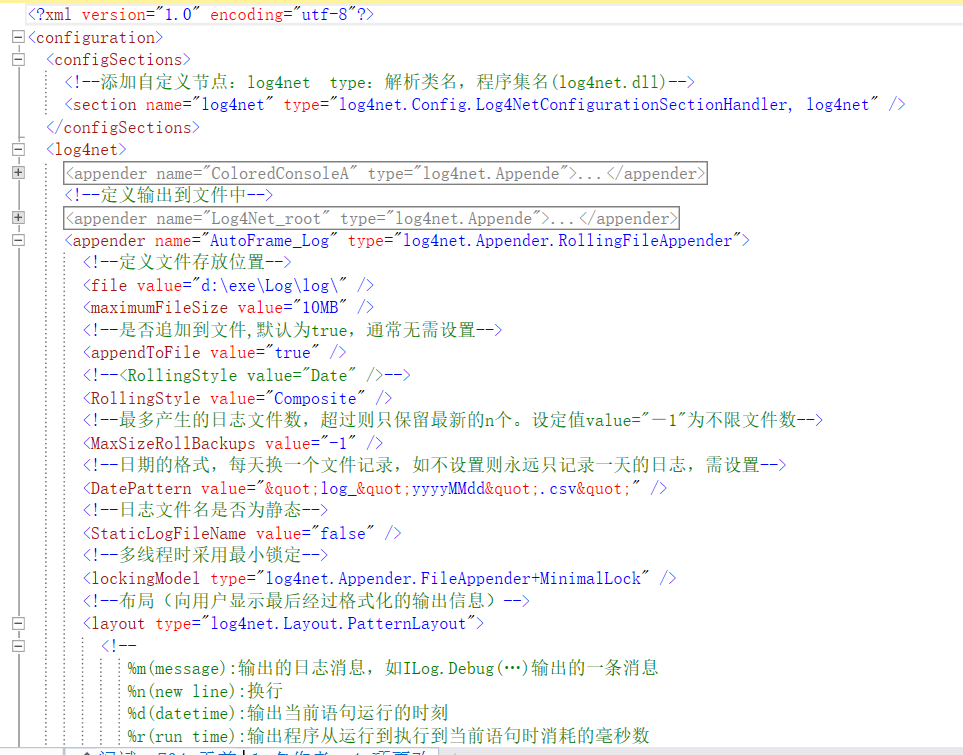 <?xml version="1.0" encoding="utf-8"?>
<configuration>
<configSections>
<!--添加自定义节点：log4net  type：解析类名，程序集名(log4net.dll)-->
<section name="log4net" type="log4net.Config.Log4NetConfigurationSectionHandler, log4net" />
</configSections>
<log4net>
<appender name="ColoredConsoleA" type="log4net.Appende">...</appender>
<!--定义输出到文件中-->
<appender name="Log4Net_root" type="log4net.Appende">...</appender>
<appender name="AutoFrame_Log" type="log4net.Appender.RollingFileAppender">
<!--定义文件存放位置-->
<file value="d:\exe\Log\log\" />
<maximumFileSize value="10MB" />
<!--是否追加到文件,默认为true，通常无需设置-->
<appendToFile value="true" />
<!--<RollingStyle value="Date" />-->
<RollingStyle value="Composite" />
<!--最多产生的日志文件数，超过则只保留最新的n个。设定值value="－1"为不限文件数-->
<MaxSizeRollBackups value="-1" />
<!--日期的格式，每天换一个文件记录，如不设置则永远只记录一天的日志，需设置-->
<DatePattern value="&quot;log_&quot;yyyyMMdd&quot;.csv&quot;" />
<!--日志文件名是否为静态-->
<StaticLogFileName value="false" />
<!--多线程时采用最小锁定-->
<lockingModel type="log4net.Appender.FileAppender+MinimalLock" />
<!--布局（向用户显示最后经过格式化的输出信息）-->
<layout type="log4net.Layout.PatternLayout">
<!--
%m(message):输出的日志消息，如ILog.Debug(…)输出的一条消息
%n(new line):换行
%d(datetime):输出当前语句运行的时刻
%r(run time):输出程序从运行到执行到当前语句时消耗的毫秒数